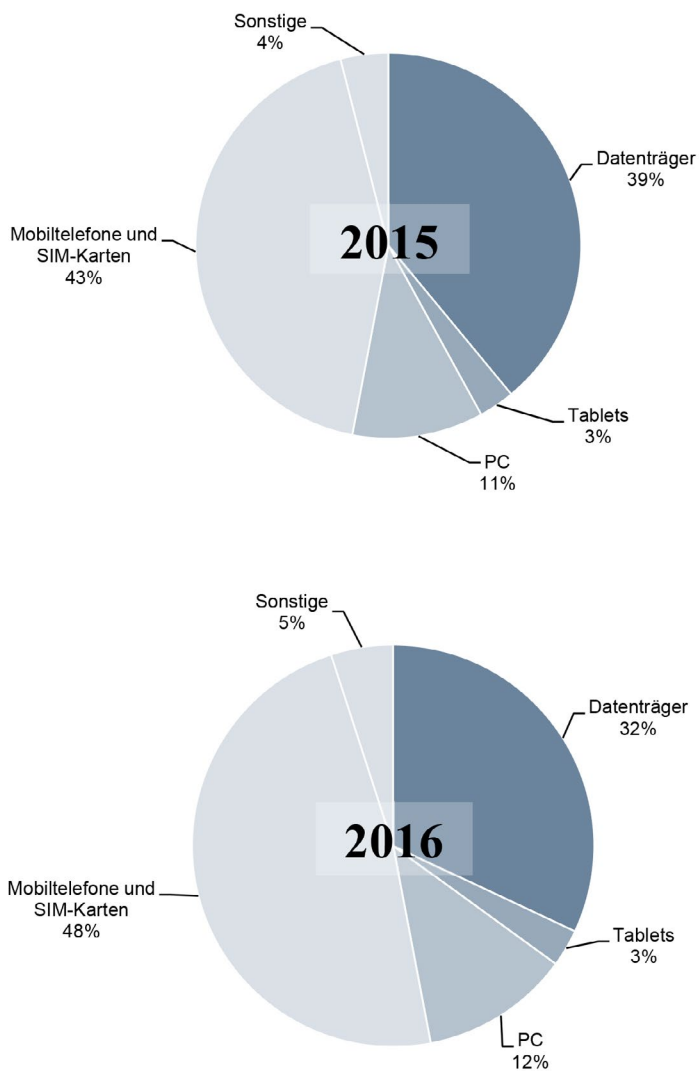 Sonstige
4%
Datenträger
39%
Mobiltelefone und
SIM-Karten
43%
2015
Tablets
3%
PC
11%
Sonstige
5%
Datenträger
32%
2016
Mobiltelefone und
SIM-Karten
48%
Tablets
3%
PC
12%